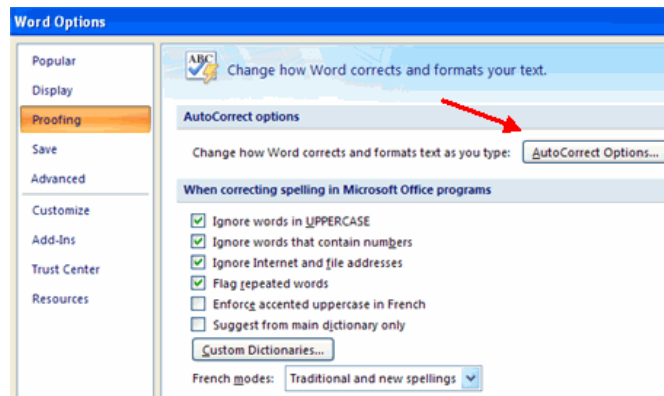 Word Options
Popular
Display
Proofing
Save
Advanced
Customize
Add-Ins
Trust Center
Resources
ABC
Change how Word corrects and formats your text.
AutoCorrect options
Change how Word corrects and formats text as you type: AutoCorrect Options...
When correcting spelling in Microsoft Office programs
Ignore words in UPPERCASE
Ignore words that contain numbers
Ignore Internet and file addresses
Flag repeated words
Enforce accented uppercase in French
Suggest from main dictionary only
Custom Dictionaries...
French modes: Traditional and new spellings